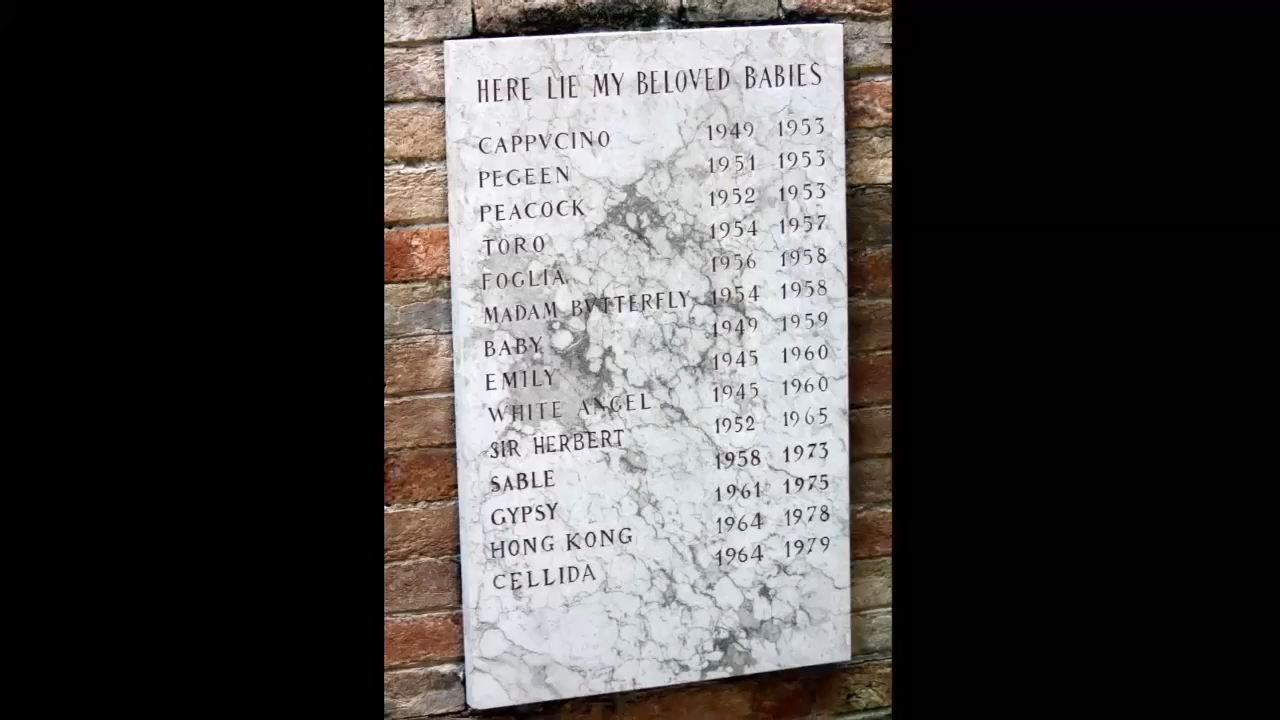 HERE LIE MY BELOVED BABIES
CAPPVCINO 1949 1953
PEGEEN 1951 1953
PEACOCK 1952 1953
TORO 1954 1957
FOGLIA 1956 1958
MADAM BVTTERFLY 1954 1958
BABY 1949 1959
EMILY 1945 1960
WHITE ANGEL 1945 1960
SIR HERBERT 1952 1965
SABLE 1958 1973
GYPSY 1961 1975
HONG KONG 1964 1978
CELLIDA 1964 1979